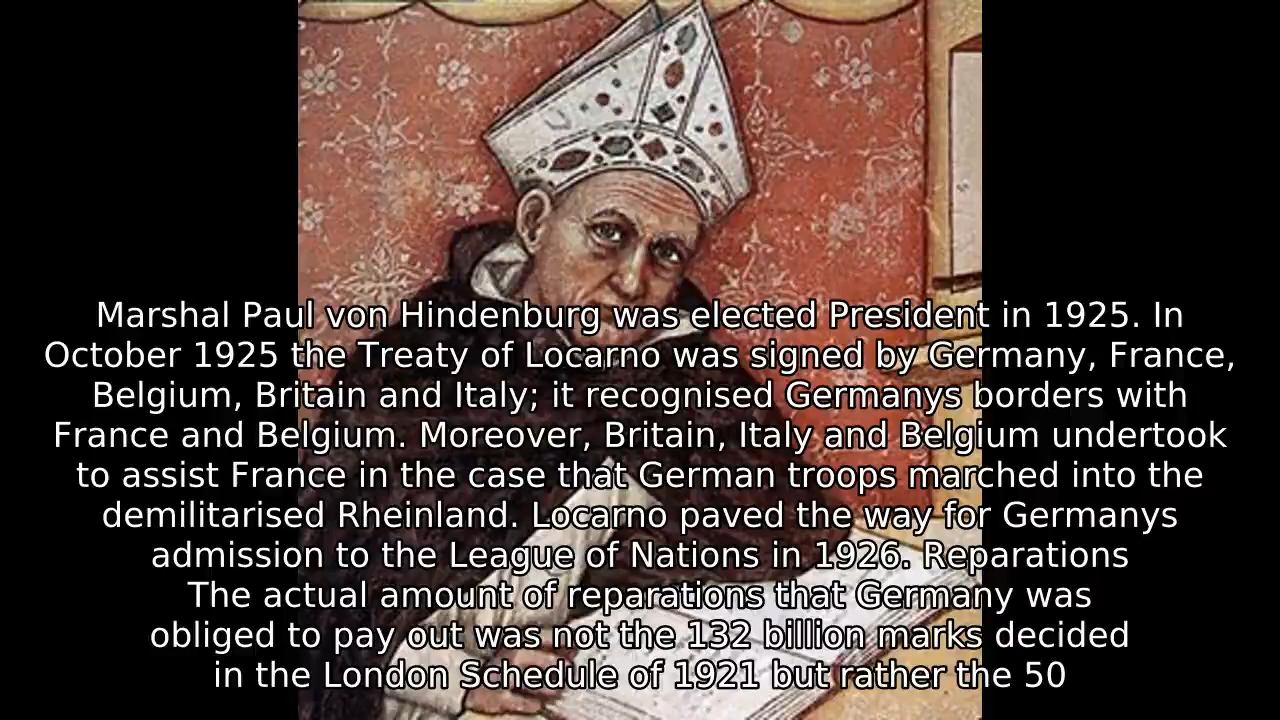 Marshal Paul von Hindenburg was elected President in 1925. In
October 1925 the Treaty of Locarno was signed by Germany, France,
Belgium, Britain and Italy; it recognised Germanys borders with
France and Belgium. Moreover, Britain, Italy and Belgium undertook
to assist France in the case that German troops marched into the
demilitarised Rheinland. Locarno paved the way for Germanys
admission to the League of Nations in 1926. Reparations
The actual amount of reparations that Germany was
obliged to pay out was not the 132 billion marks decided
in the London Schedule of 1921 but rather the 50